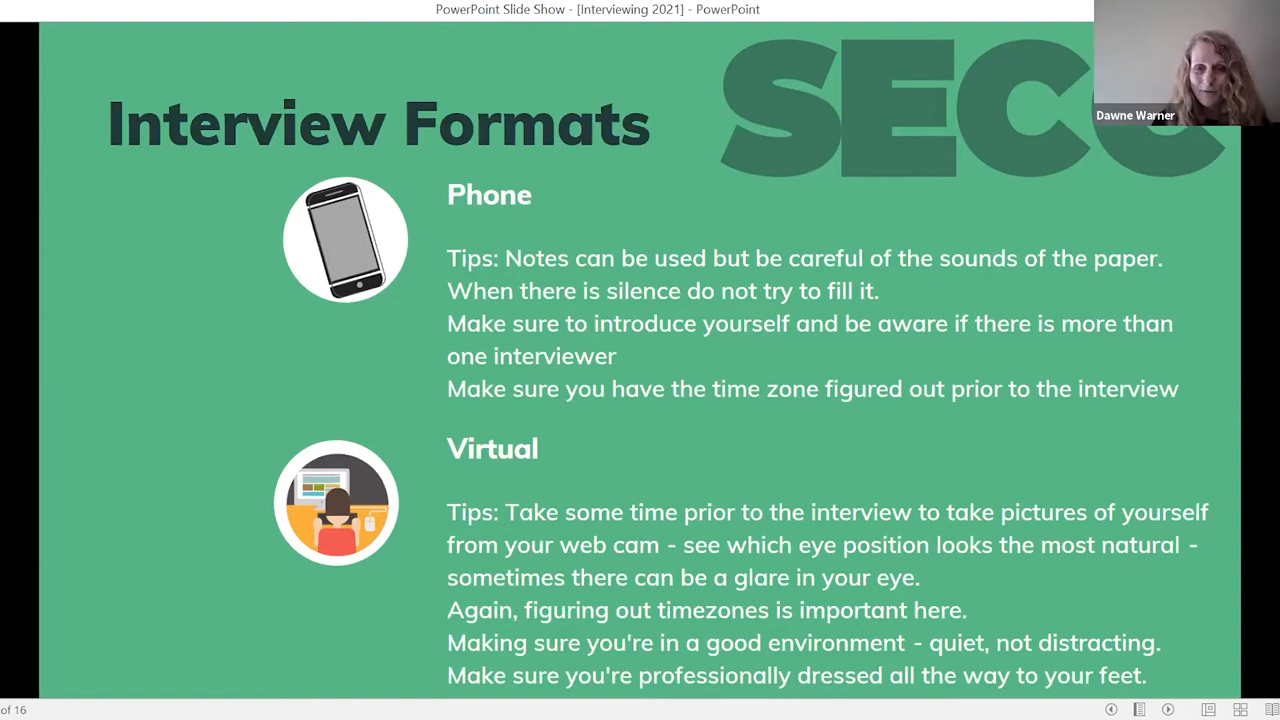 PowerPoint Slide Show - [Interviewing 2021] - PowerPoint
SECC
Dawne Warner
Interview Formats
Phone
Tips: Notes can be used but be careful of the sounds of the paper.
When there is silence do not try to fill it.
Make sure to introduce yourself and be aware if there is more than
one interviewer
Make sure you have the time zone figured out prior to the interview
Virtual
Tips: Take some time prior to the interview to take pictures of yourself
from your web cam - see which eye position looks the most natural -
sometimes there can be a glare in your eye.
Again, figuring out timezones is important here.
Making sure you're in a good environment - quiet, not distracting.
Make sure you're professionally dressed all the way to your feet.
of 16